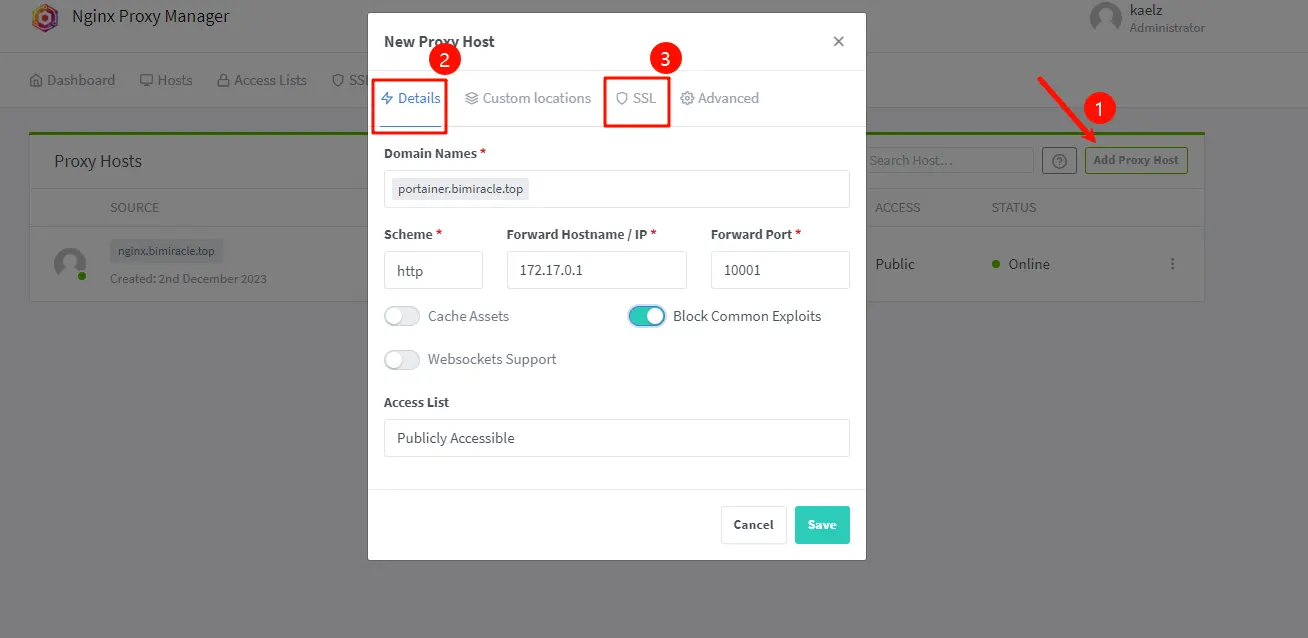 Nginx Proxy Manager
kaelz
Administrator
Dashboard Hosts Access Lists SSL
New Proxy Host
2
3
1
Details Custom locations SSL Advanced
Proxy Hosts
Search Host... Add Proxy Host
SOURCE ACCESS STATUS
nginx.bimiracle.top
Created: 2nd December 2023
Public Online
Domain Names *
portainer.bimiracle.top
Scheme * Forward Hostname / IP * Forward Port *
http 172.17.0.1 10001
Cache Assets Block Common Exploits
Websockets Support
Access List
Publicly Accessible
Cancel Save